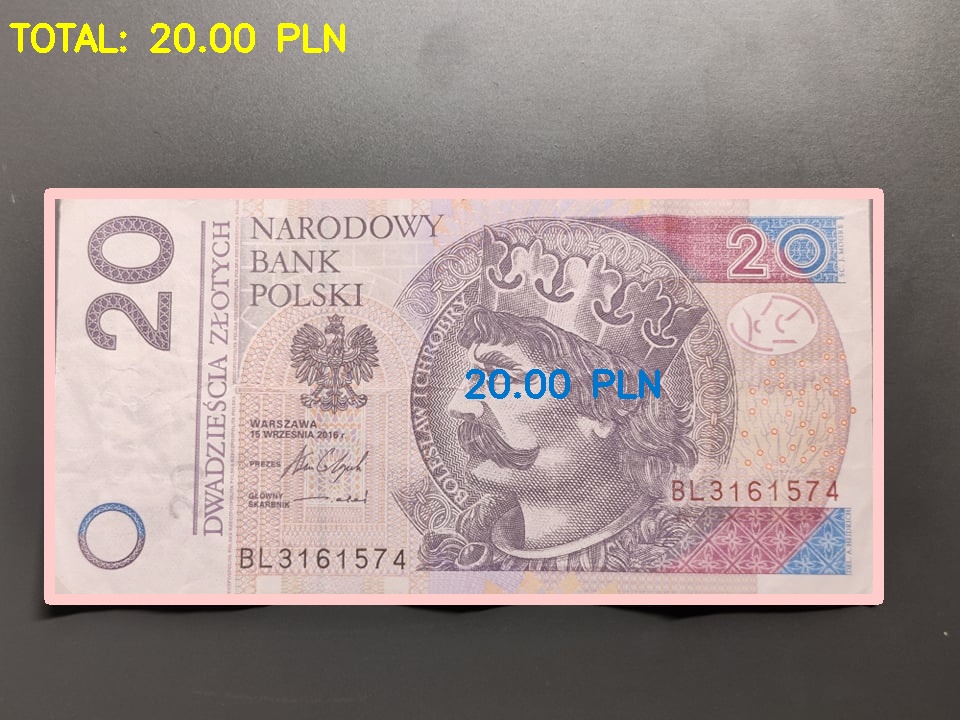 TOTAL: 20.00 PLN
20
DWADZIEŚCIA ZŁOTYCH
NARODOWY
BANK
POLSKI
20
BOLESŁAW I CHROBRY
20.00 PLN
WARSZAWA
15 WRZEŚNIA 2016 r.
PREZES
GŁÓWNY
SKARBNIK
BL3161574
BL3161574